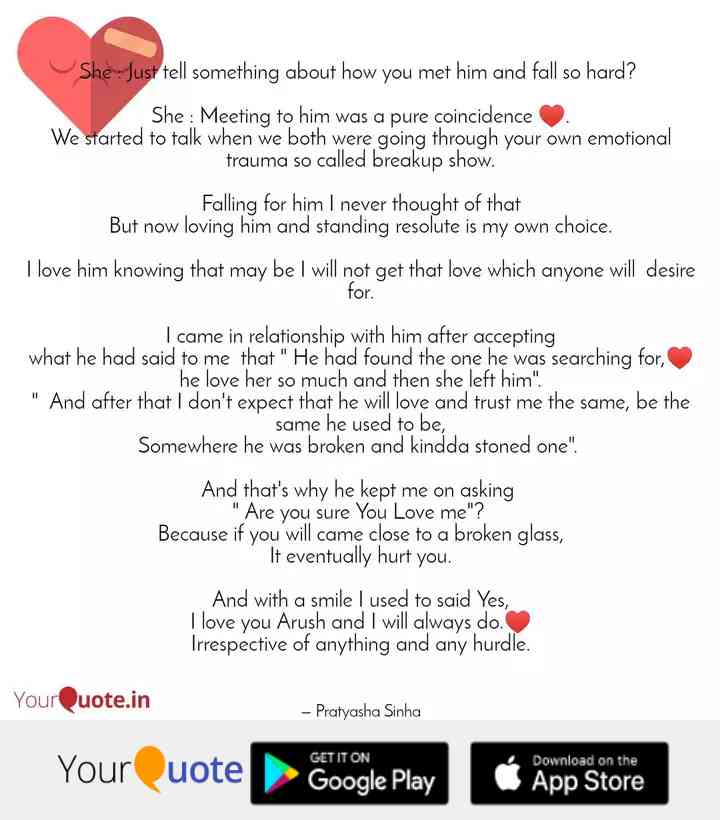 She : Just tell something about how you met him and fall so hard?
She : Meeting to him was a pure coincidence ♥️.
We started to talk when we both were going through your own emotional
trauma so called breakup show.
Falling for him I never thought of that
But now loving him and standing resolute is my own choice.
I love him knowing that may be I will not get that love which anyone will  desire
for.
I came in relationship with him after accepting
what he had said to me  that " He had found the one he was searching for,♥️
he love her so much and then she left him".
"  And after that I don't expect that he will love and trust me the same, be the
same he used to be,
Somewhere he was broken and kindda stoned one".
And that's why he kept me on asking
" Are you sure You Love me"?
Because if you will came close to a broken glass,
It eventually hurt you.
And with a smile I used to said Yes,
I love you Arush and I will always do.♥️
Irrespective of anything and any hurdle.
YourQuote.in
– Pratyasha Sinha
YourQuote
GET IT ON
Google Play
Download on the
App Store